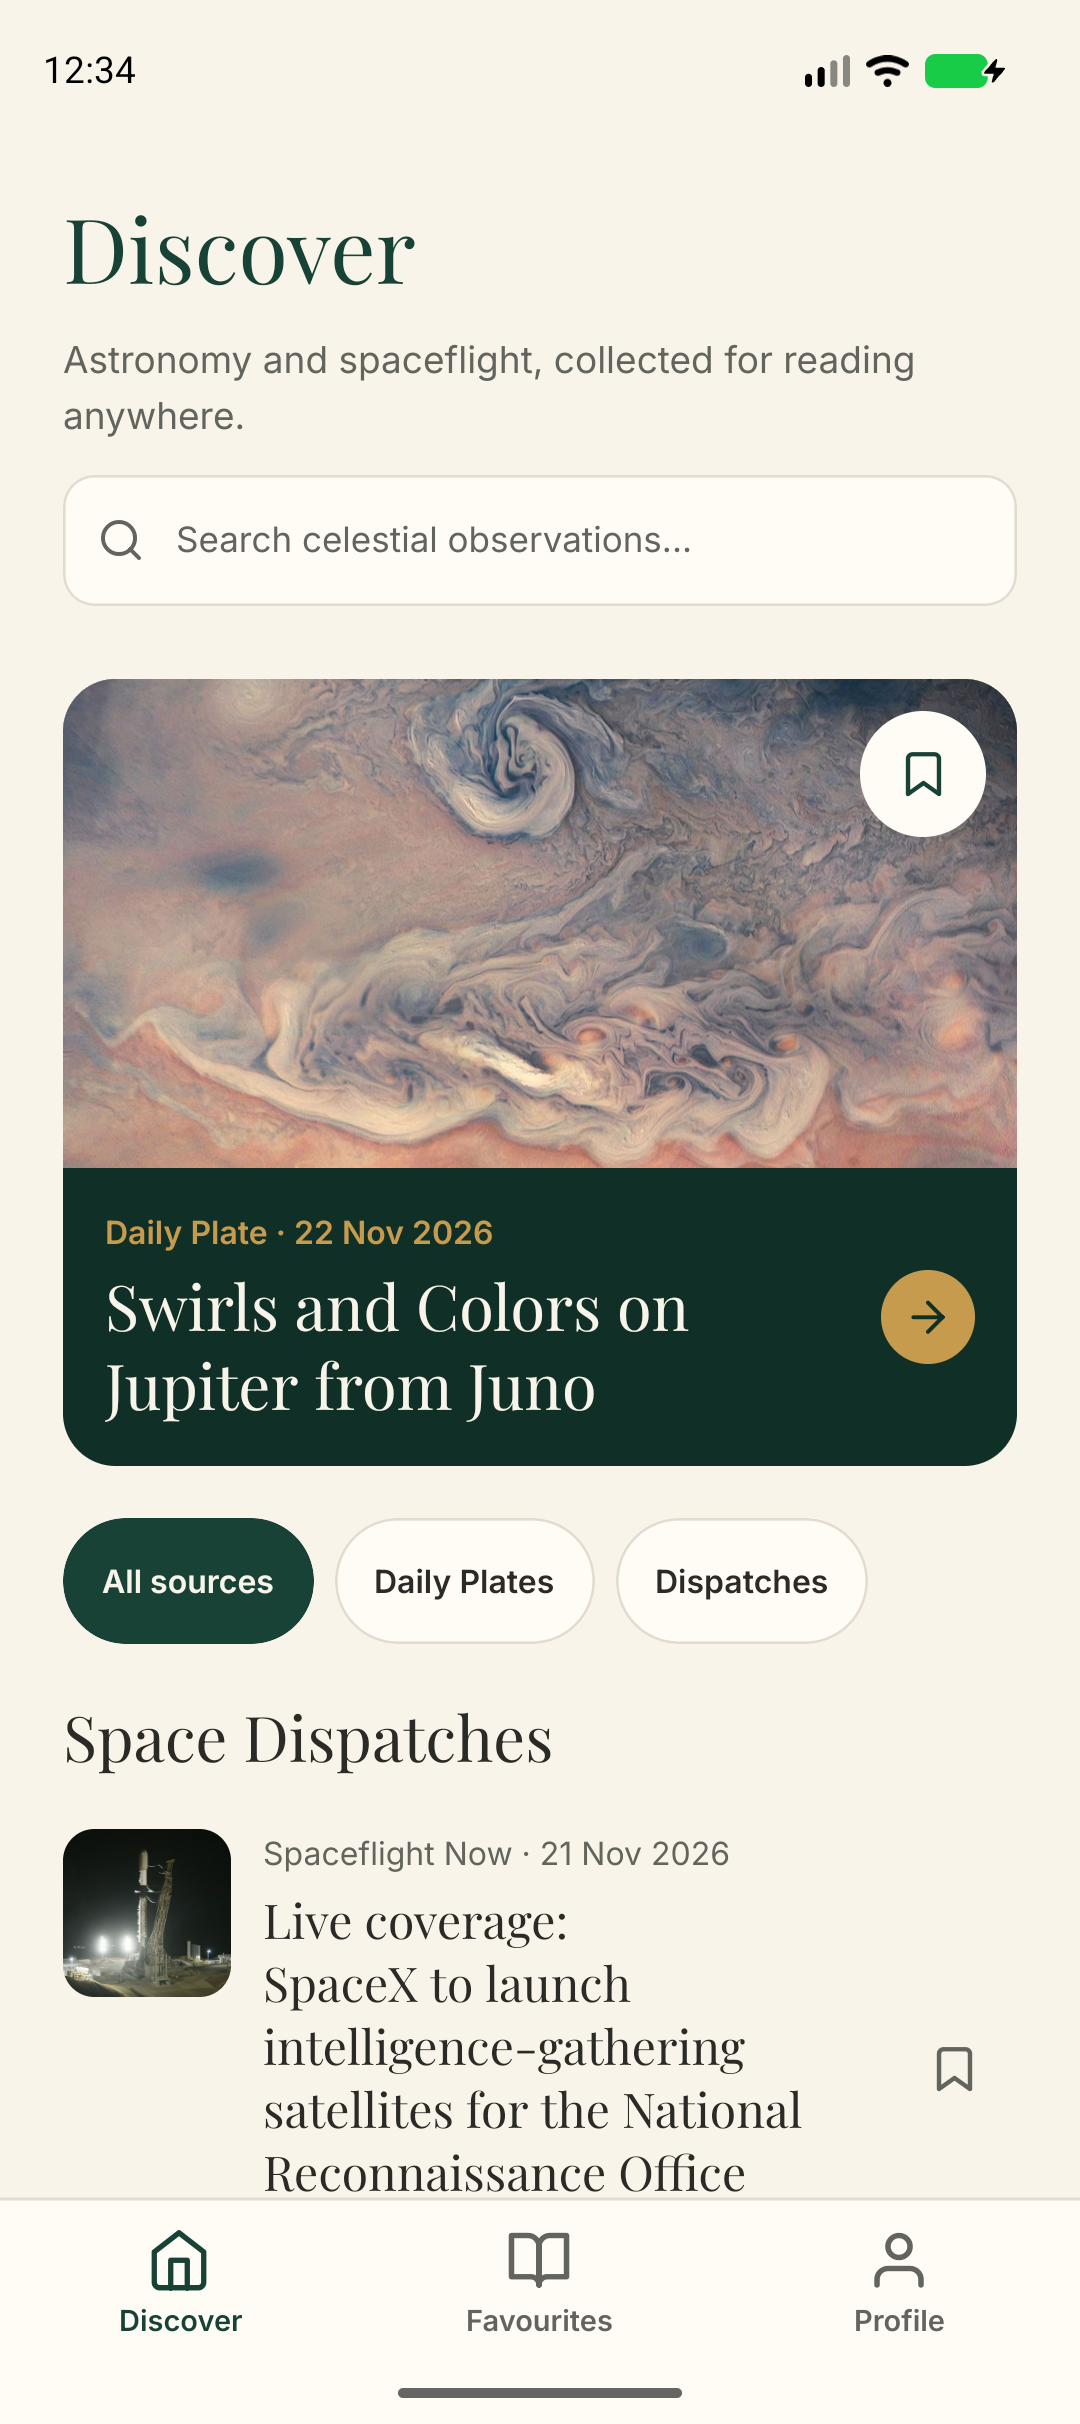 12:34
Discover
Astronomy and spaceflight, collected for reading
anywhere.
Search celestial observations...
Daily Plate · 22 Nov 2026
Swirls and Colors on
Jupiter from Juno
All sources
Daily Plates
Dispatches
Space Dispatches
Spaceflight Now · 21 Nov 2026
Live coverage:
SpaceX to launch
intelligence-gathering
satellites for the National
Reconnaissance Office
Discover
Favourites
Profile